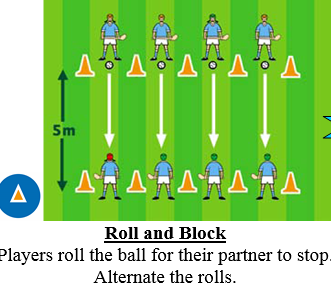 5m
Roll and Block
Players roll the ball for their partner to stop.
Alternate the rolls.